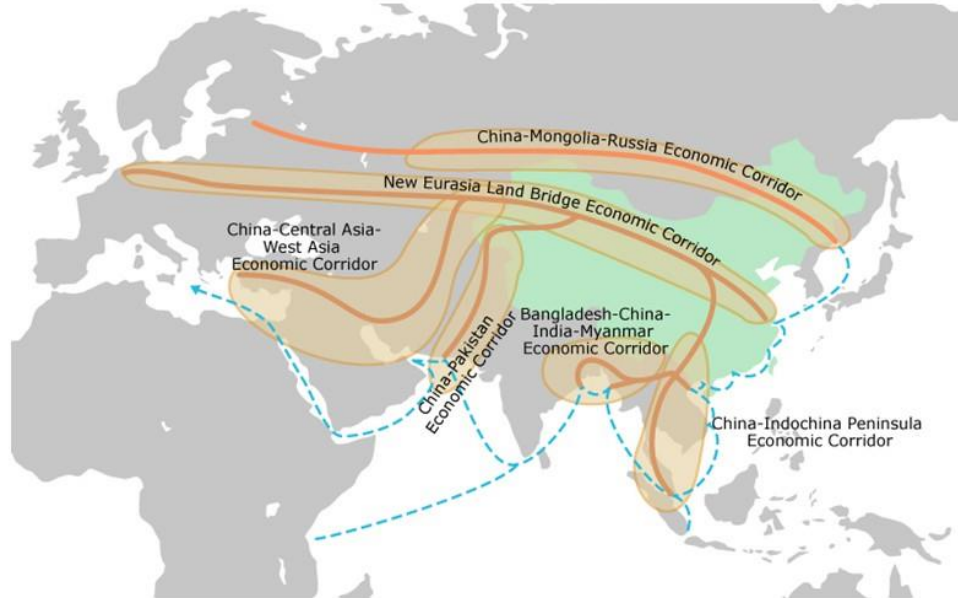 China-Mongolia-Russia Economic Corridor
New Eurasia Land Bridge Economic Corridor
China-Central Asia-
West Asia
Economic Corridor
China-Pakistan
Economic Corridor
Bangladesh-China-
India-Myanmar
Economic Corridor
China-Indochina Peninsula
Economic Corridor